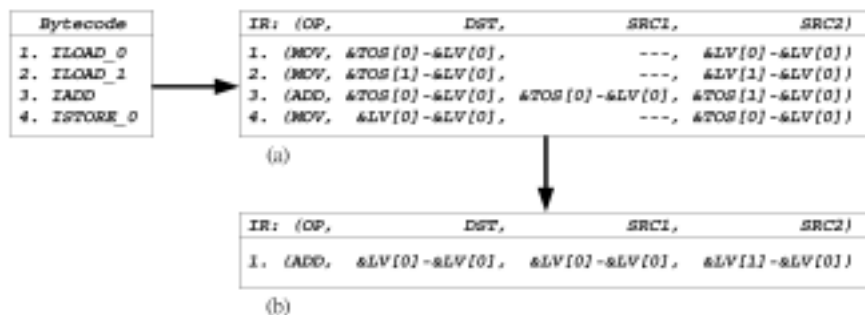 Bytecode
1. ILOAD_0
2. ILOAD_1
3. IADD
4. ISTORE_0
IR: (OP, DST, SRC1, SRC2)
1. (MOV, &TOS[0]-&LV[0], ---, &LV[0]-&LV[0])
2. (MOV, &TOS[1]-&LV[0], ---, &LV[1]-&LV[0])
3. (ADD, &TOS[0]-&LV[0], &TOS[0]-&LV[0], &TOS[1]-&LV[0])
4. (MOV, &LV[0]-&LV[0], ---, &TOS[0]-&LV[0])
(a)
IR: (OP, DST, SRC1, SRC2)
1. (ADD, &LV[0]-&LV[0], &LV[0]-&LV[0], &LV[1]-&LV[0])
(b)